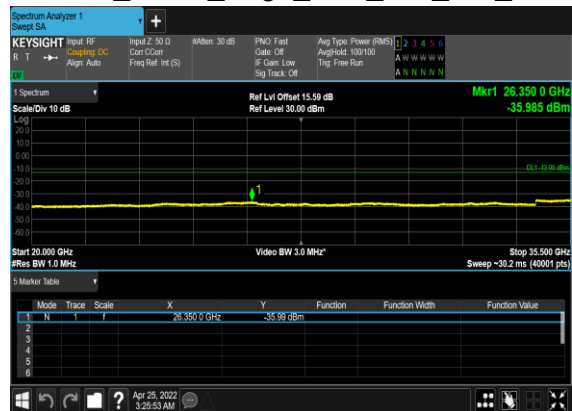 Spectrum Analyzer 1
Swept SA
KEYSIGHT Input: RF
R T Coupling: DC
Align: Auto
Input Z: 50 Ω
Corr CCorr
Freq Ref: Int (S)
#Atten: 30 dB
PNO: Fast
Gate: Off
IF Gain: Low
Sig Track: Off
Avg Type: Power (RMS)
Avg|Hold: 100/100
Trig: Free Run
1 2 3 4 5 6
A W W W W W
A N N N N N
LW
1 Spectrum
Scale/Div 10 dB
Ref Lvl Offset 15.59 dB
Ref Level 30.00 dBm
Mkr1 26.350 0 GHz
-35.985 dBm
Log
20.0
10.0
0.00
-10.0
DL1 -13.00 dBm
-20.0
-30.0
1
-40.0
-50.0
-60.0
Start 20.000 GHz
#Res BW 1.0 MHz
Video BW 3.0 MHz*
Stop 35.500 GHz
Sweep ~30.2 ms (40001 pts)
5 Marker Table
Mode Trace Scale X Y Function Function Width Function Value
1 N 1 f 26.350 0 GHz -35.99 dBm
2
3
4
5
6
? Apr 25, 2022
3:25:53 AM